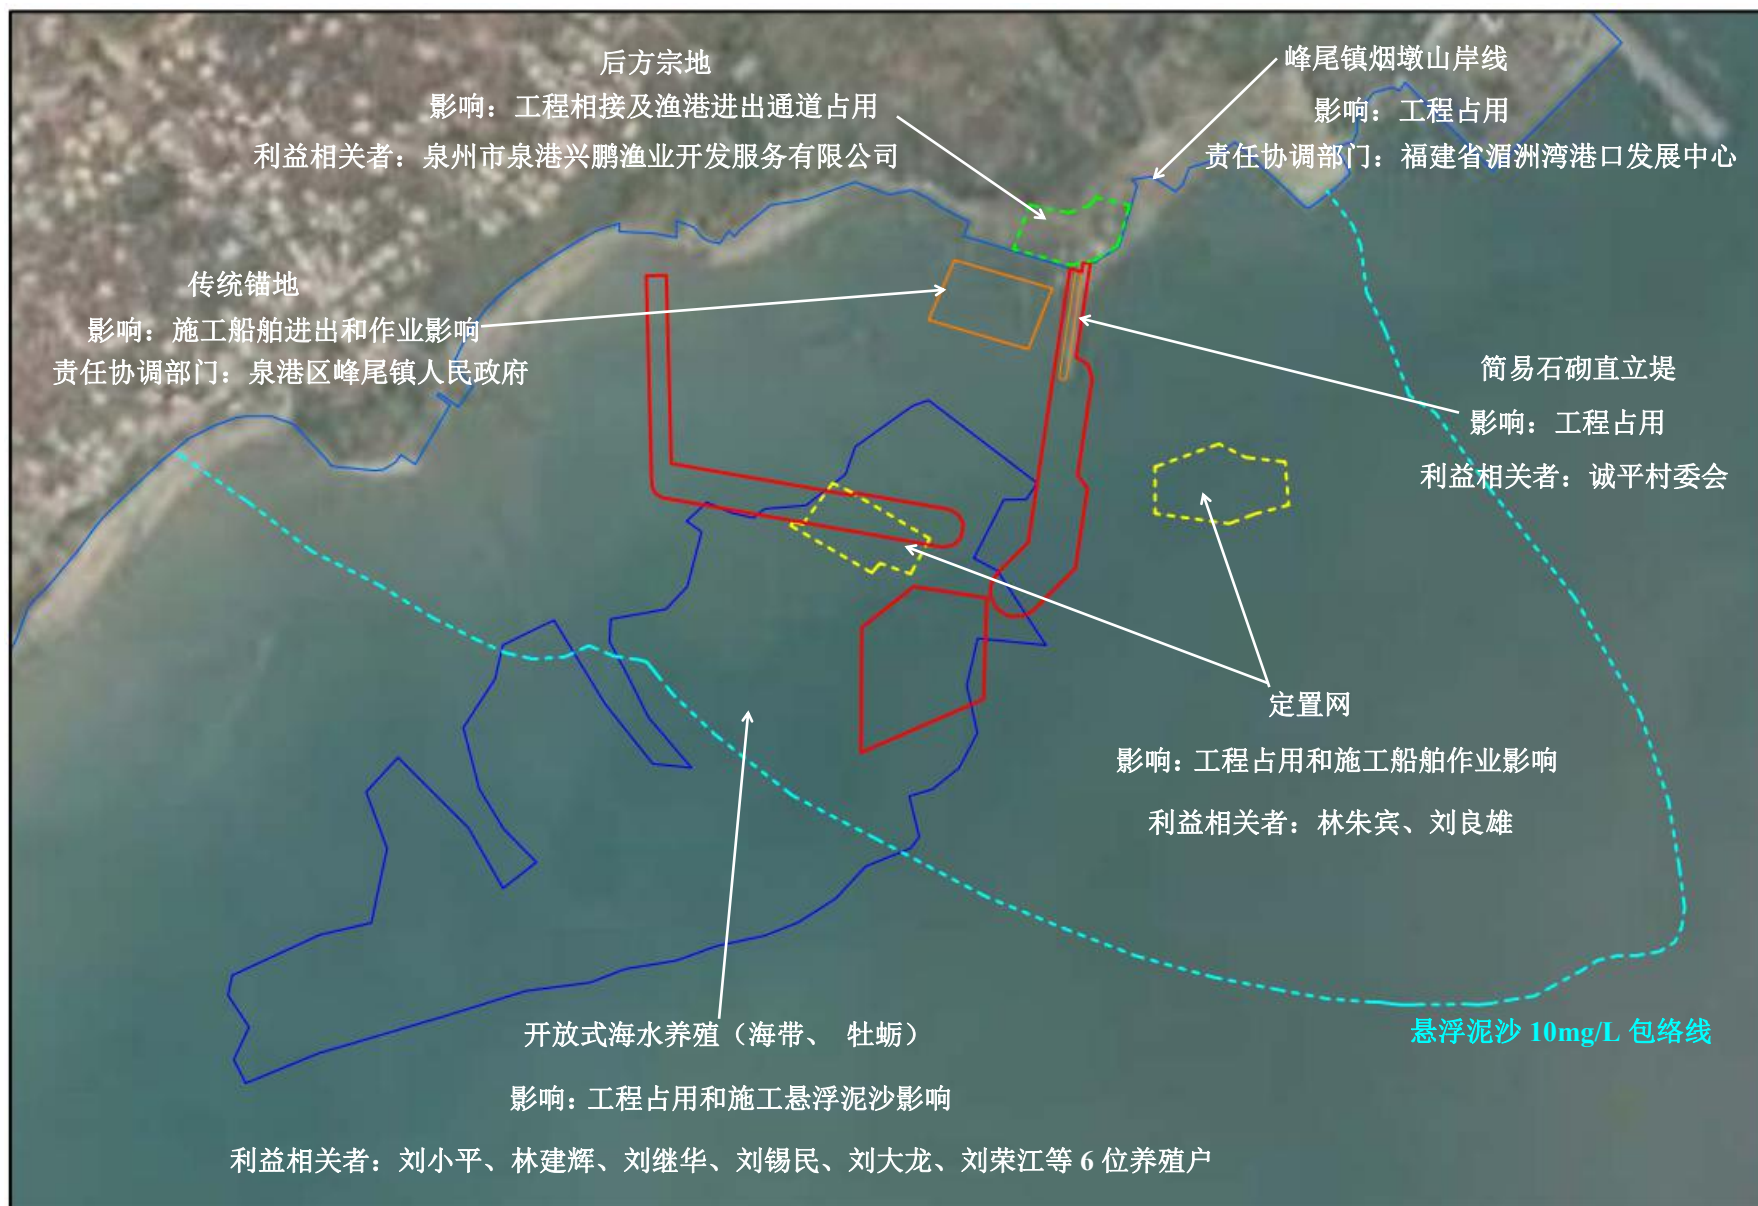 后方宗地
影响：工程相接及渔港进出通道占用
利益相关者：泉州市泉港兴鹏渔业开发服务有限公司
峰尾镇烟墩山岸线
影响：工程占用
责任协调部门：福建省湄洲湾港口发展中心
传统锚地
影响：施工船舶进出和作业影响
责任协调部门：泉港区峰尾镇人民政府
简易石砌直立堤
影响：工程占用
利益相关者：诚平村委会
定置网
影响：工程占用和施工船舶作业影响
利益相关者：林朱宾、刘良雄
悬浮泥沙 10mg/L 包络线
开放式海水养殖（海带、 牡蛎）
影响：工程占用和施工悬浮泥沙影响
利益相关者：刘小平、林建辉、刘继华、刘锡民、刘大龙、刘荣江等 6 位养殖户